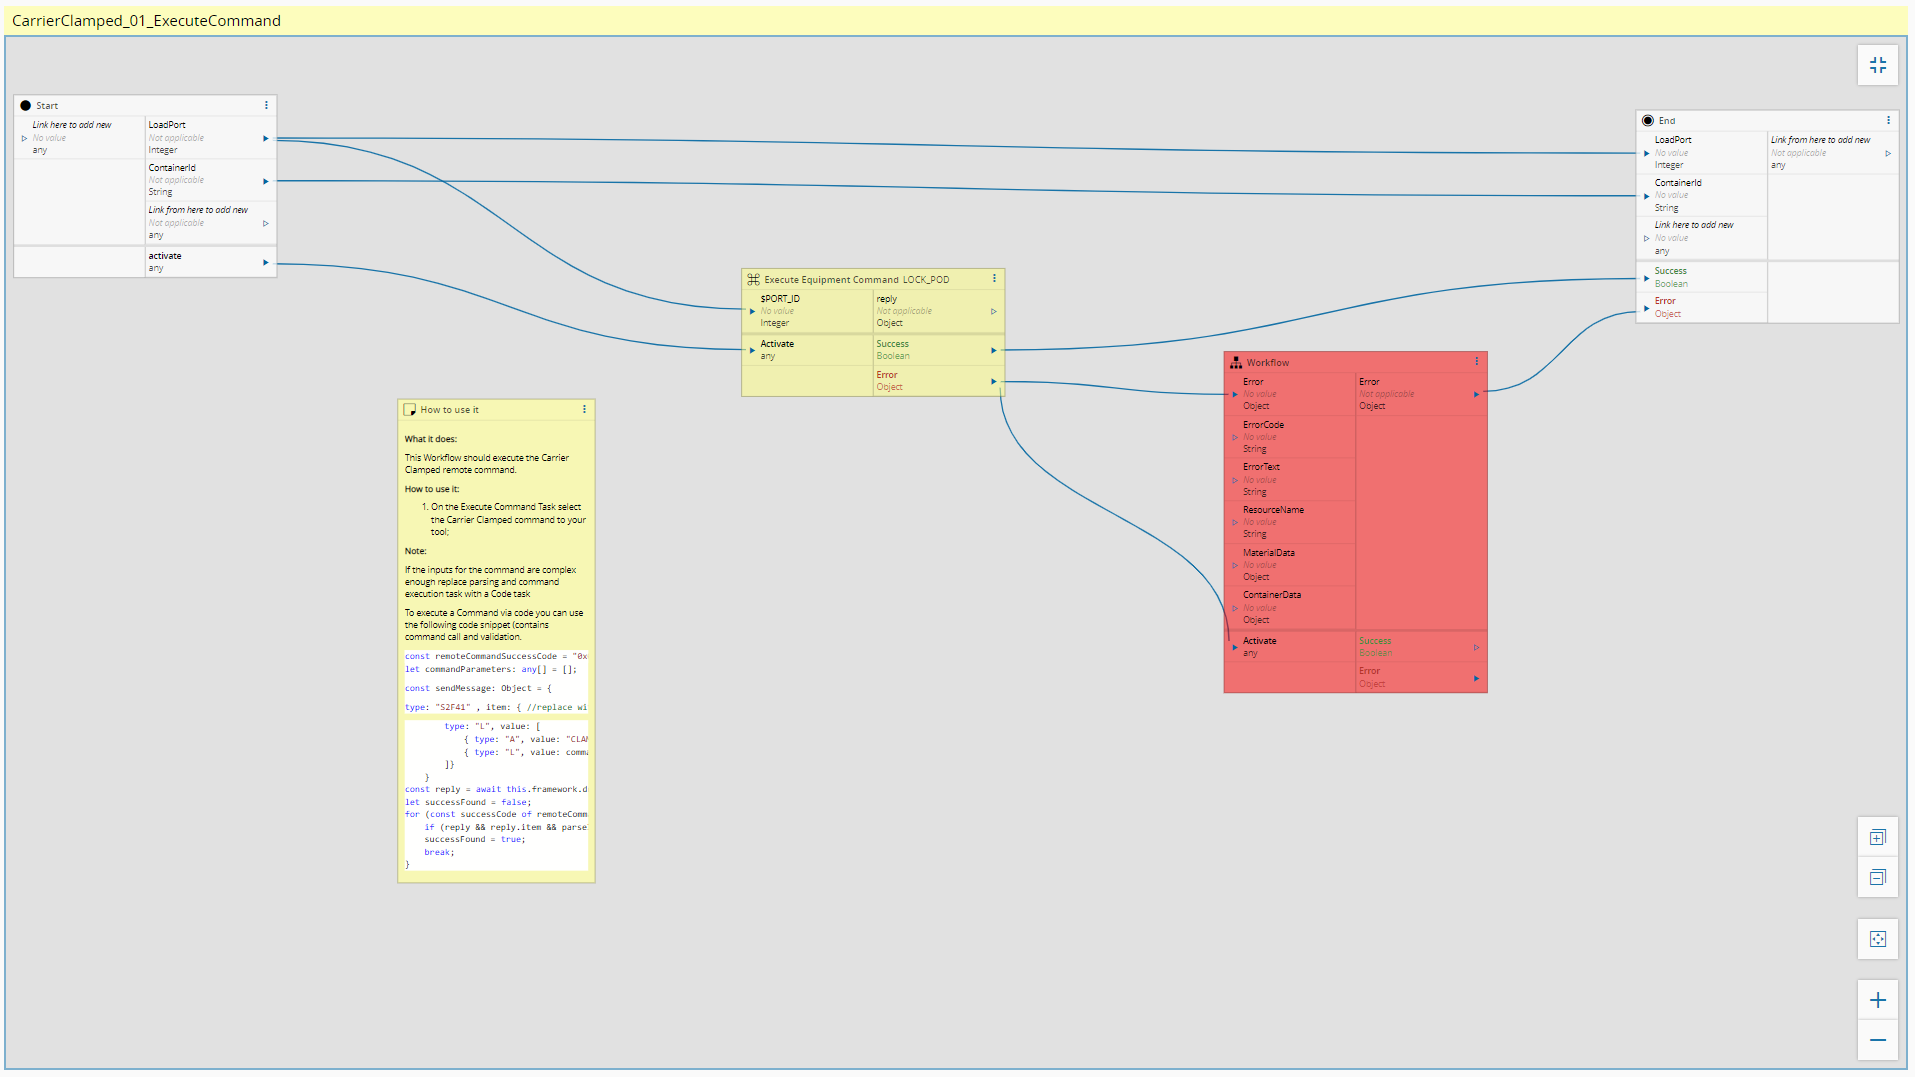 CarrierClamped_01_ExecuteCommand
Start
Link here to add new
No value
any
LoadPort
Not applicable
Integer
ContainerId
Not applicable
String
Link from here to add new
Not applicable
any
activate
any
Execute Equipment Command LOCK_POD
$PORT_ID
No value
Integer
reply
Not applicable
Object
Activate
any
Success
Boolean
Error
Object
How to use it
What it does:
This Workflow should execute the Carrier
Clamped remote command.
How to use it:
1. On the Execute Command Task select
the Carrier Clamped command to your
tool;
Note:
If the inputs for the command are complex
enough replace parsing and command
execution task with a Code task
To execute a Command via code you can use
the following code snippet (contains
command call and validation.
const remoteCommandSuccessCode = "0x
let commandParameters: any[] = [];
const sendMessage: Object = {
type: "S2F41" , item: { //replace wi
type: "L", value: [
{ type: "A", value: "CLA
{ type: "L", value: comm
]}
}
const reply = await this.framework.d
let successFound = false;
for (const successCode of remoteComm
if (reply && reply.item && parse
successFound = true;
break;
}
Workflow
Error
No value
Object
Error
Not applicable
Object
ErrorCode
No value
String
ErrorText
No value
String
ResourceName
No value
String
MaterialData
No value
Object
ContainerData
No value
Object
Activate
any
Success
Boolean
Error
Object
End
LoadPort
No value
Integer
Link from here to add new
Not applicable
any
ContainerId
No value
String
Link here to add new
No value
any
Success
Boolean
Error
Object